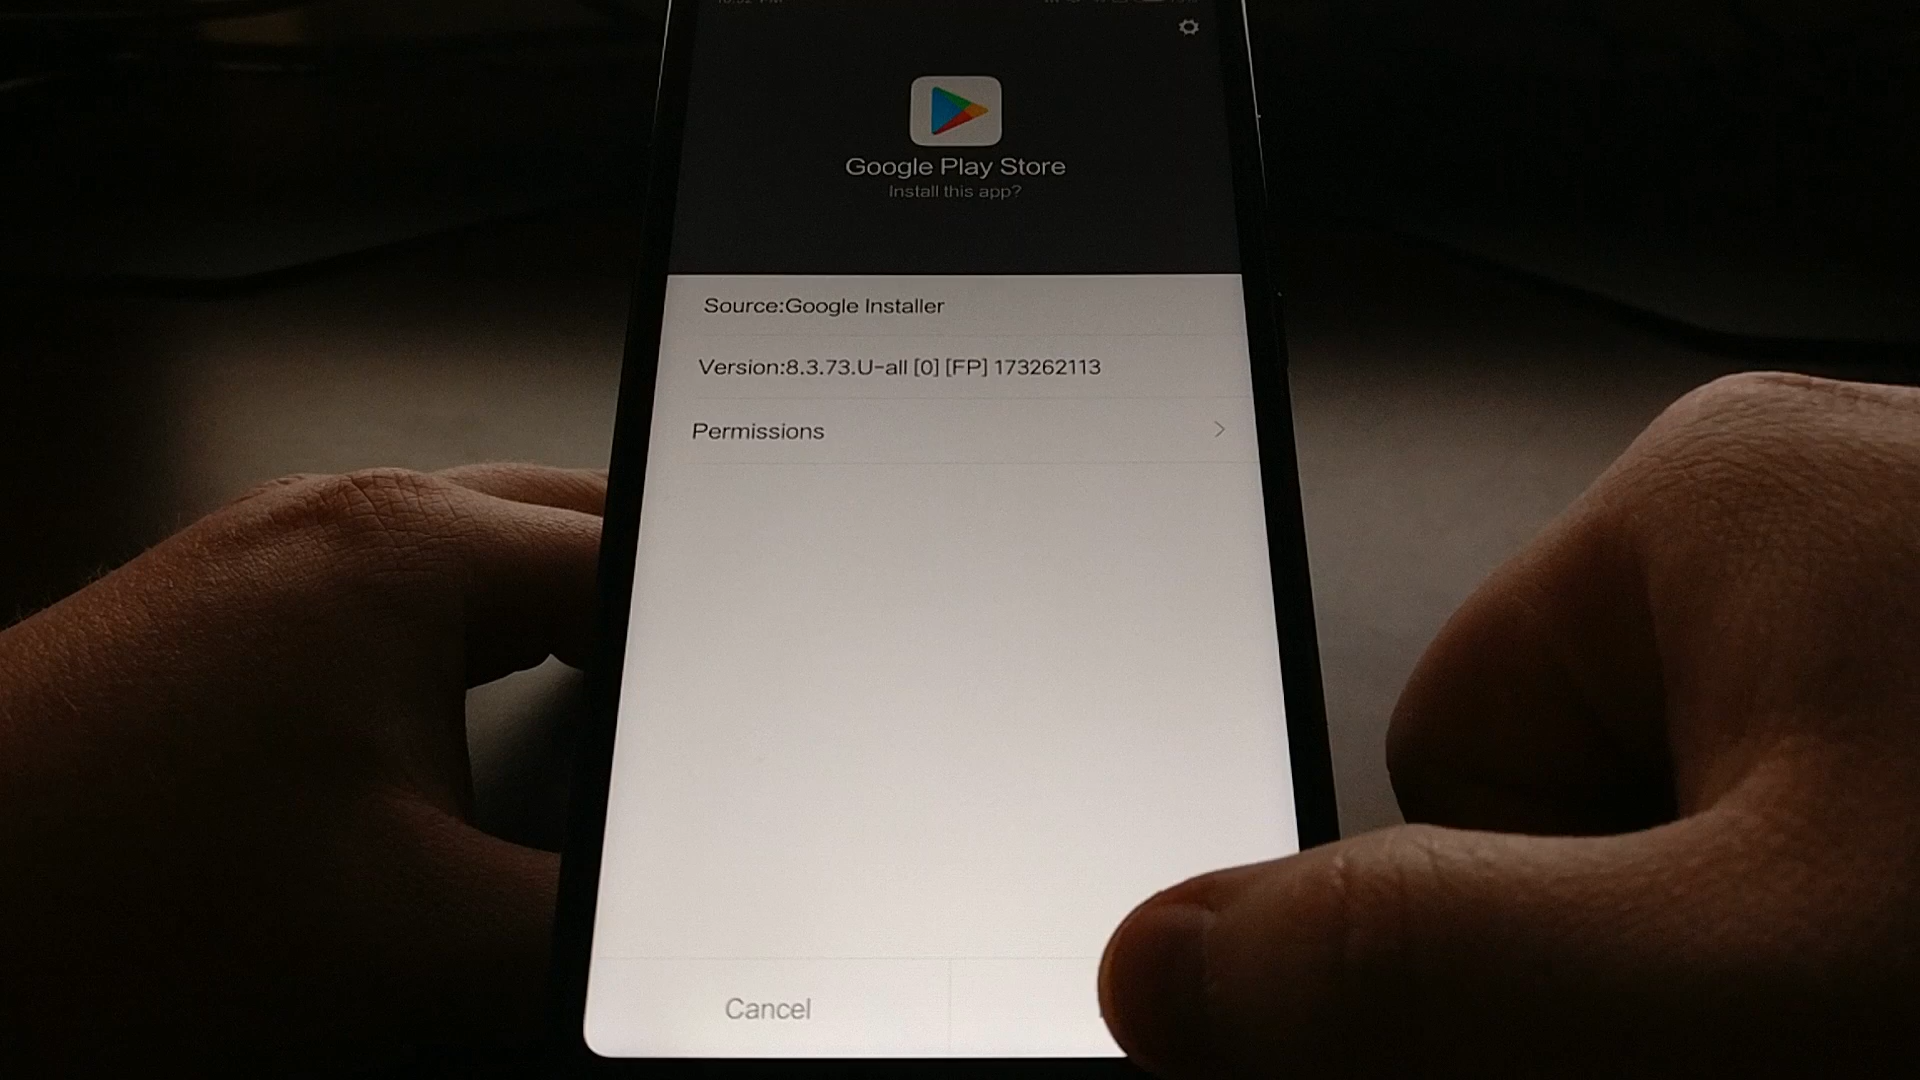 Google Play Store
Install this app?
Source:Google Installer
Version:8.3.73.U-all [0] [FP] 173262113
Permissions
Cancel